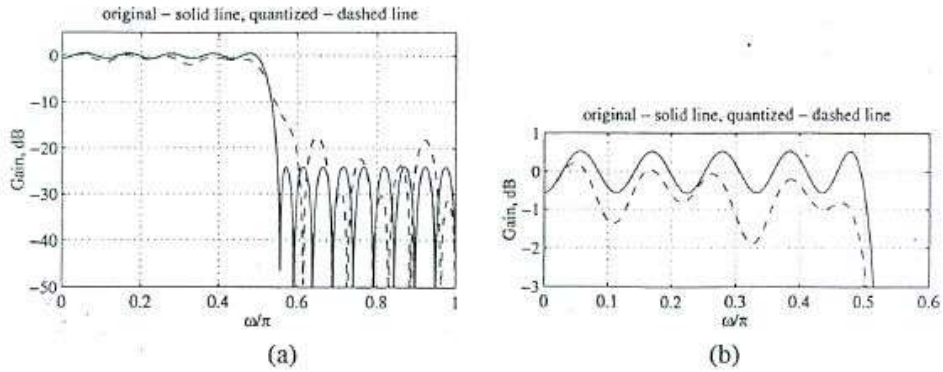 original – solid line, quantized – dashed line
0
−10
−20
−30
−40
−50
Gain, dB
0 0.2 0.4 0.6 0.8 1
ω/π
(a)
original – solid line, quantized – dashed line
1
0
−1
−2
−3
Gain, dB
0 0.1 0.2 0.3 0.4 0.5 0.6
ω/π
(b)